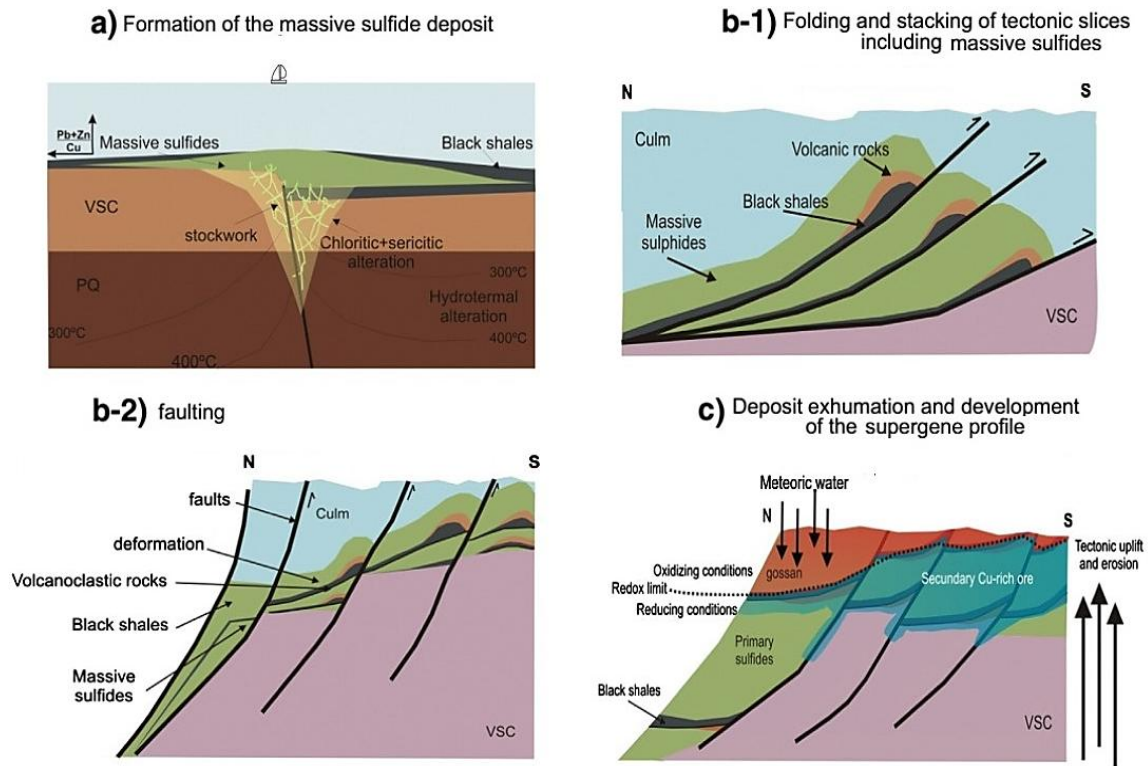 a) Formation of the massive sulfide deposit
Pb+Zn
Cu
Massive sulfides
Black shales
VSC
stockwork
Chloritic+sericitic
alteration
PQ
300ºC
Hydrotermal
alteration
300ºC
400ºC
400ºC
b-1) Folding and stacking of tectonic slices
including massive sulfides
N
S
Culm
Volcanic rocks
Black shales
Massive
sulphides
VSC
b-2) faulting
N
S
faults
Culm
deformation
Volcanoclastic rocks
Black shales
Massive
sulfides
VSC
c) Deposit exhumation and development
of the supergene profile
Meteoric water
N
S
Tectonic uplift
and erosion
Oxidizing conditions
gossan
Redox limit
Secundary Cu-rich ore
Reducing conditions
Primary
sulfides
Black shales
VSC